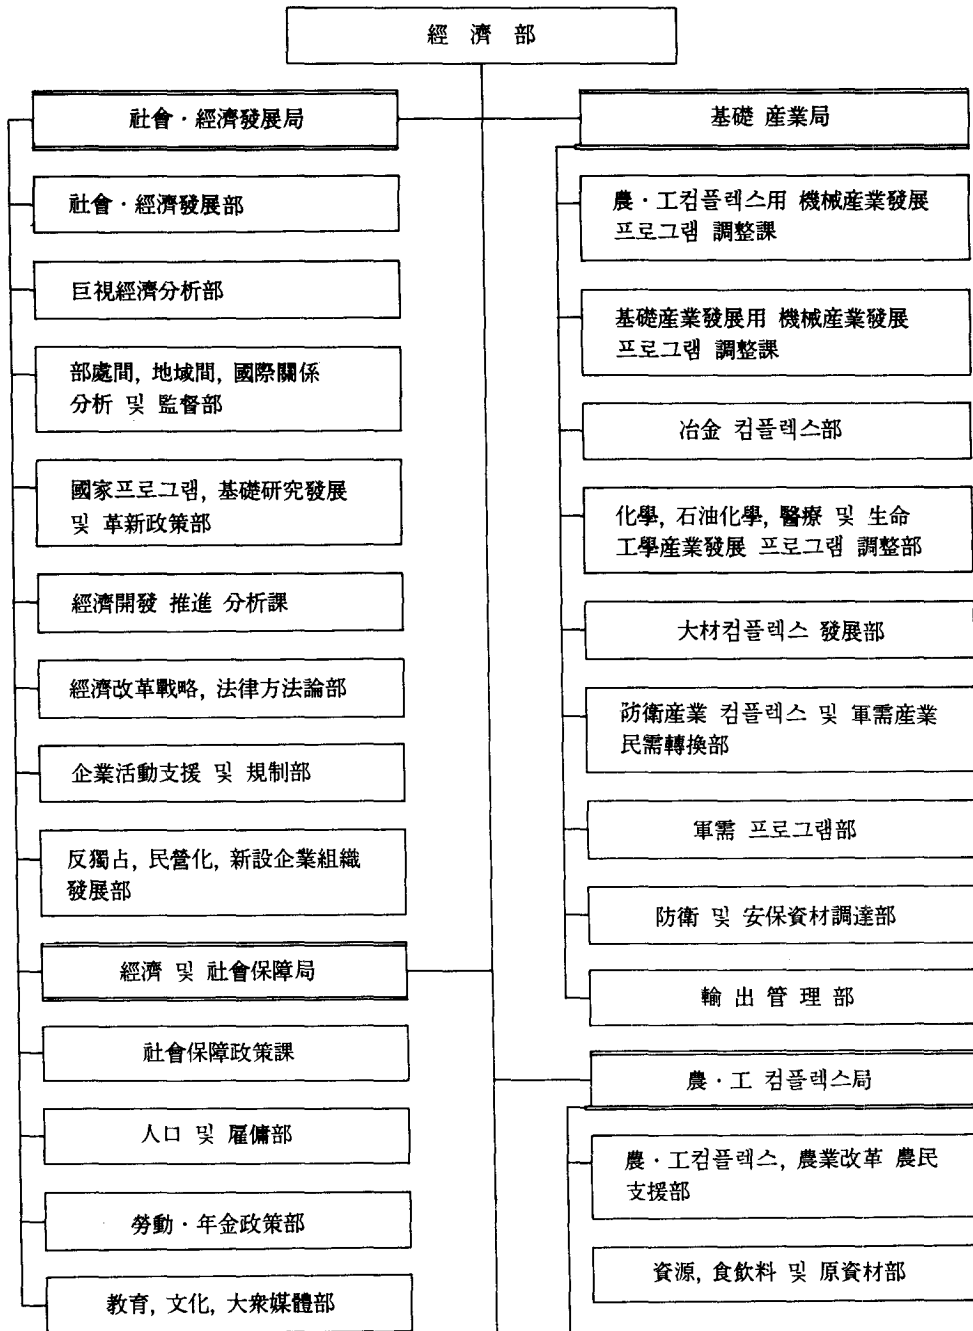 經 濟 部
社會·經濟發展局
社會·經濟發展部
巨視經濟分析部
部處間, 地域間, 國際關係
分析 및 監督部
國家프로그램, 基礎研究發展
및 革新政策部
經濟開發 推進 分析課
經濟改革戰略, 法律方法論部
企業活動支援 및 規制部
反獨占, 民營化, 新設企業組織
發展部
經濟 및 社會保障局
社會保障政策課
人口 및 雇傭部
勞動·年金政策部
教育, 文化, 大衆媒體部
基礎 産業局
農·工컴플렉스用 機械産業發展
프로그램 調整課
基礎産業發展用 機械産業發展
프로그램 調整課
冶金 컴플렉스部
化學, 石油化學, 醫療 및 生命
工學産業發展 프로그램 調整部
大材컴플렉스 發展部
防衛産業 컴플렉스 및 軍需産業
民需轉換部
軍需 프로그램部
防衛 및 安保資材調達部
輸出管理部
農·工 컴플렉스局
農·工컴플렉스, 農業改革 農民
支援部
資源, 食飮料 및 原資材部